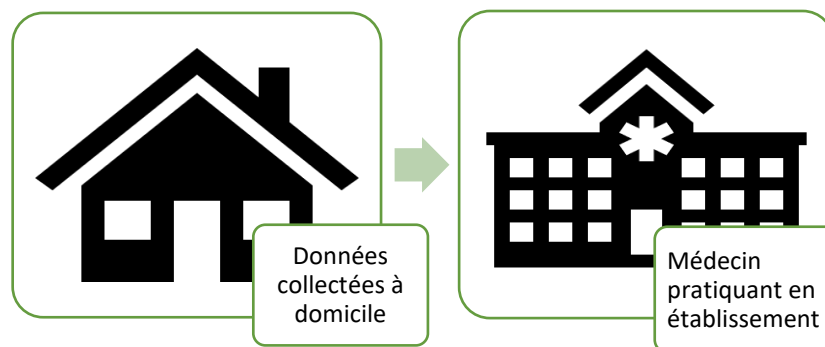 Données
collectées à
domicile
Médecin
pratiquant en
établissement